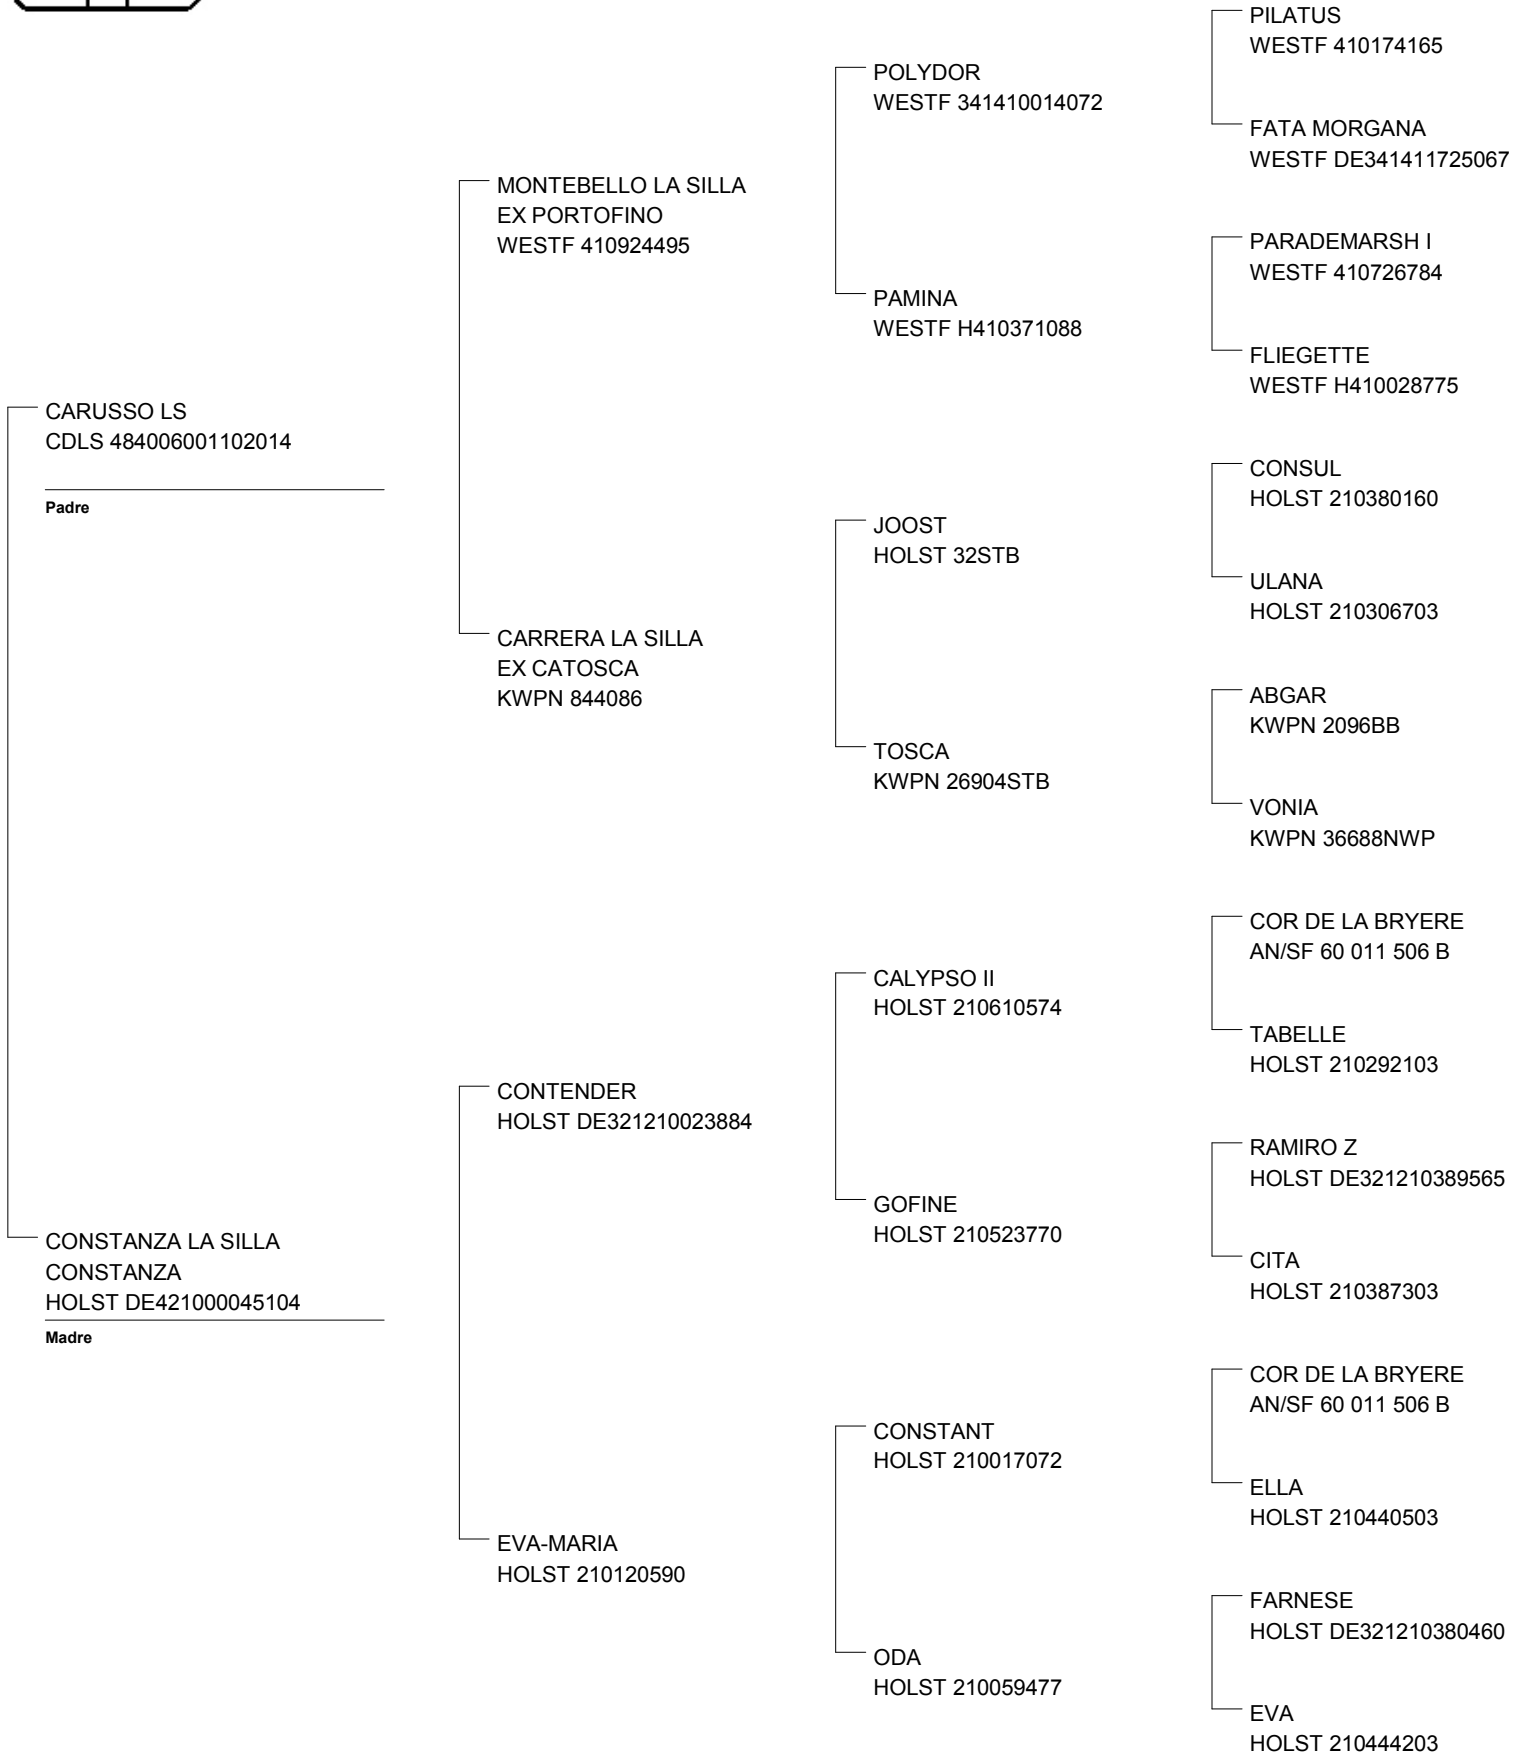 PILATUS
WESTF 410174165
POLYDOR
WESTF 341410014072
FATA MORGANA
WESTF DE341411725067
MONTEBELLO LA SILLA
EX PORTOFINO
WESTF 410924495
PARADEMARSH I
WESTF 410726784
PAMINA
WESTF H410371088
FLIEGETTE
WESTF H410028775
CARUSSO LS
CDLS 484006001102014
Padre
CONSUL
HOLST 210380160
JOOST
HOLST 32STB
ULANA
HOLST 210306703
CARRERA LA SILLA
EX CATOSCA
KWPN 844086
ABGAR
KWPN 2096BB
TOSCA
KWPN 26904STB
VONIA
KWPN 36688NWP
COR DE LA BRYERE
AN/SF 60 011 506 B
CALYPSO II
HOLST 210610574
TABELLE
HOLST 210292103
CONTENDER
HOLST DE321210023884
RAMIRO Z
HOLST DE321210389565
GOFINE
HOLST 210523770
CITA
HOLST 210387303
CONSTANZA LA SILLA
CONSTANZA
HOLST DE421000045104
Madre
COR DE LA BRYERE
AN/SF 60 011 506 B
CONSTANT
HOLST 210017072
ELLA
HOLST 210440503
EVA-MARIA
HOLST 210120590
FARNESE
HOLST DE321210380460
ODA
HOLST 210059477
EVA
HOLST 210444203